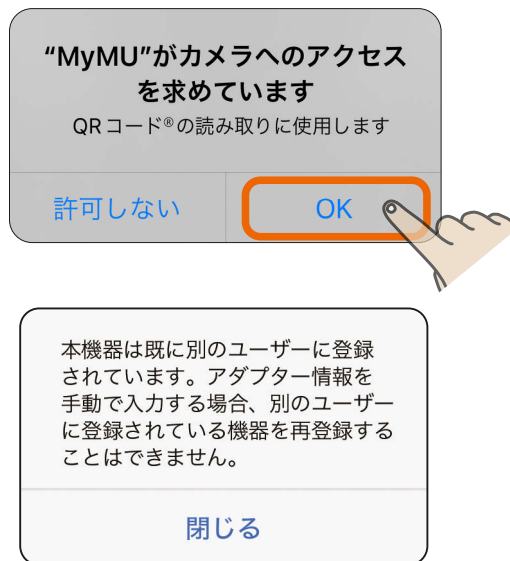 “MyMU”がカメラへのアクセス
を求めています
QRコード®の読み取りに使用します
許可しない
OK
本機器は既に別のユーザーに登録
されています。アダプター情報を
手動で入力する場合、別のユーザー
に登録されている機器を再登録する
ことはできません。
閉じる